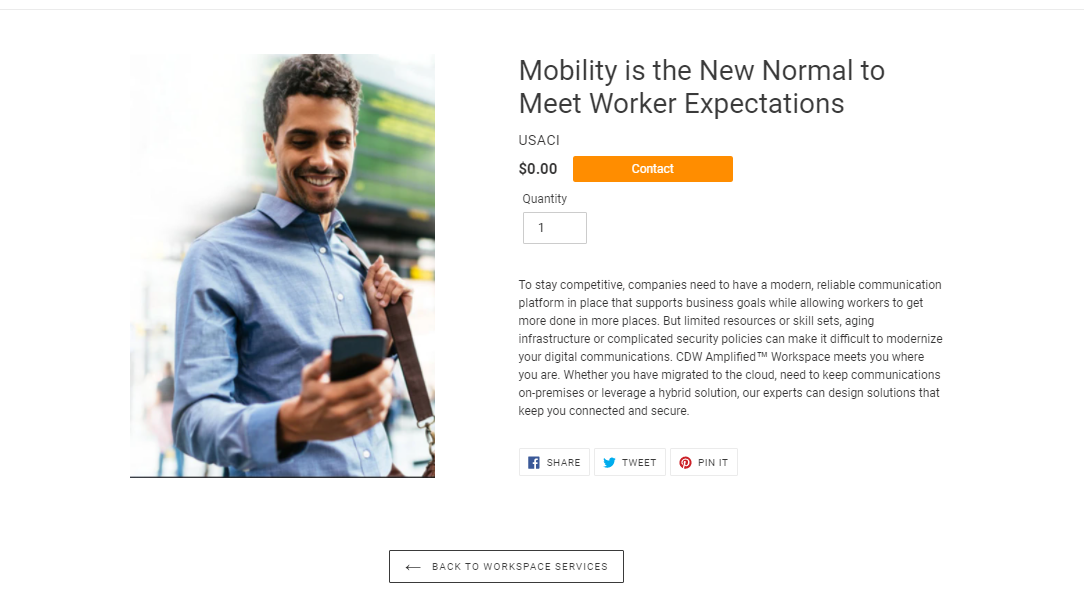 Mobility is the New Normal to
Meet Worker Expectations
USACI
$0.00
Contact
Quantity
1
To stay competitive, companies need to have a modern, reliable communication
platform in place that supports business goals while allowing workers to get
more done in more places. But limited resources or skill sets, aging
infrastructure or complicated security policies can make it difficult to modernize
your digital communications. CDW Amplified™ Workspace meets you where
you are. Whether you have migrated to the cloud, need to keep communications
on-premises or leverage a hybrid solution, our experts can design solutions that
keep you connected and secure.
SHARE
TWEET
PIN IT
BACK TO WORKSPACE SERVICES